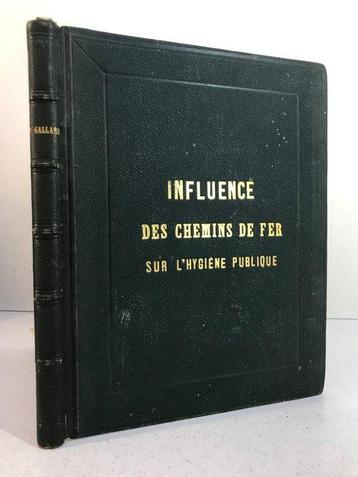 GALLARD
INFLUENCE
DES CHEMINS DE FER
SUR L'HYGIÈNE PUBLIQUE